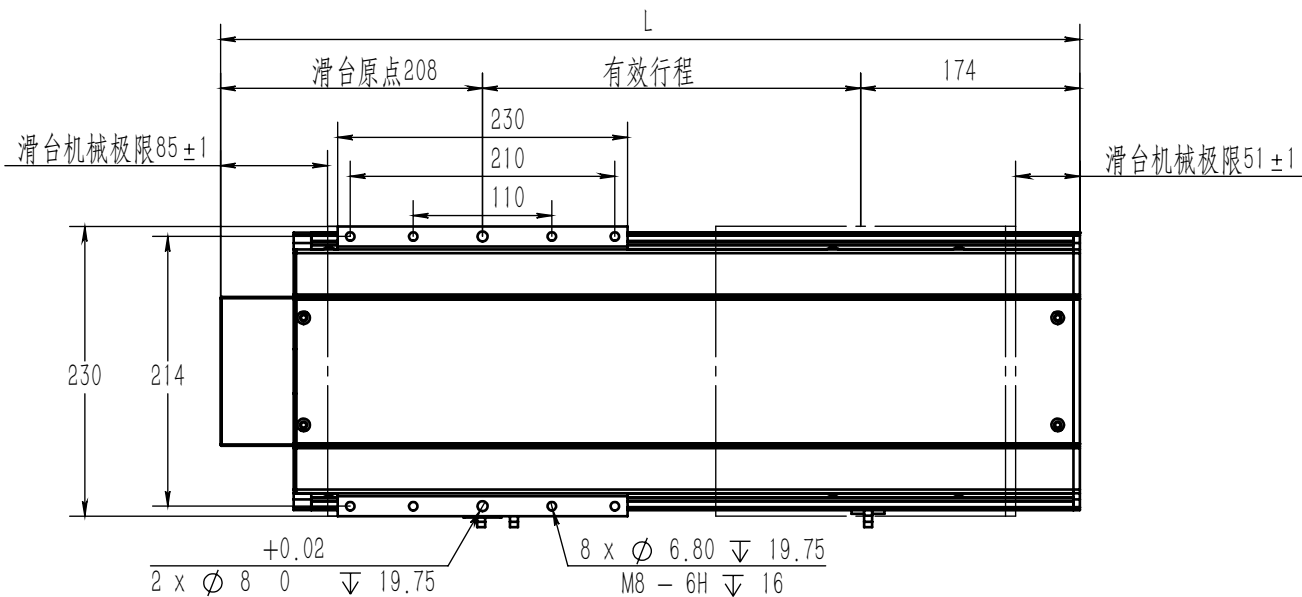 L
滑台原点208
有效行程
174
230
滑台机械极限85±1
210
滑台机械极限51±1
110
230
214
+0.02
2 x ∅ 8 0 ↧ 19.75
8 x ∅ 6.80 ↧ 19.75
M8 - 6H ↧ 16